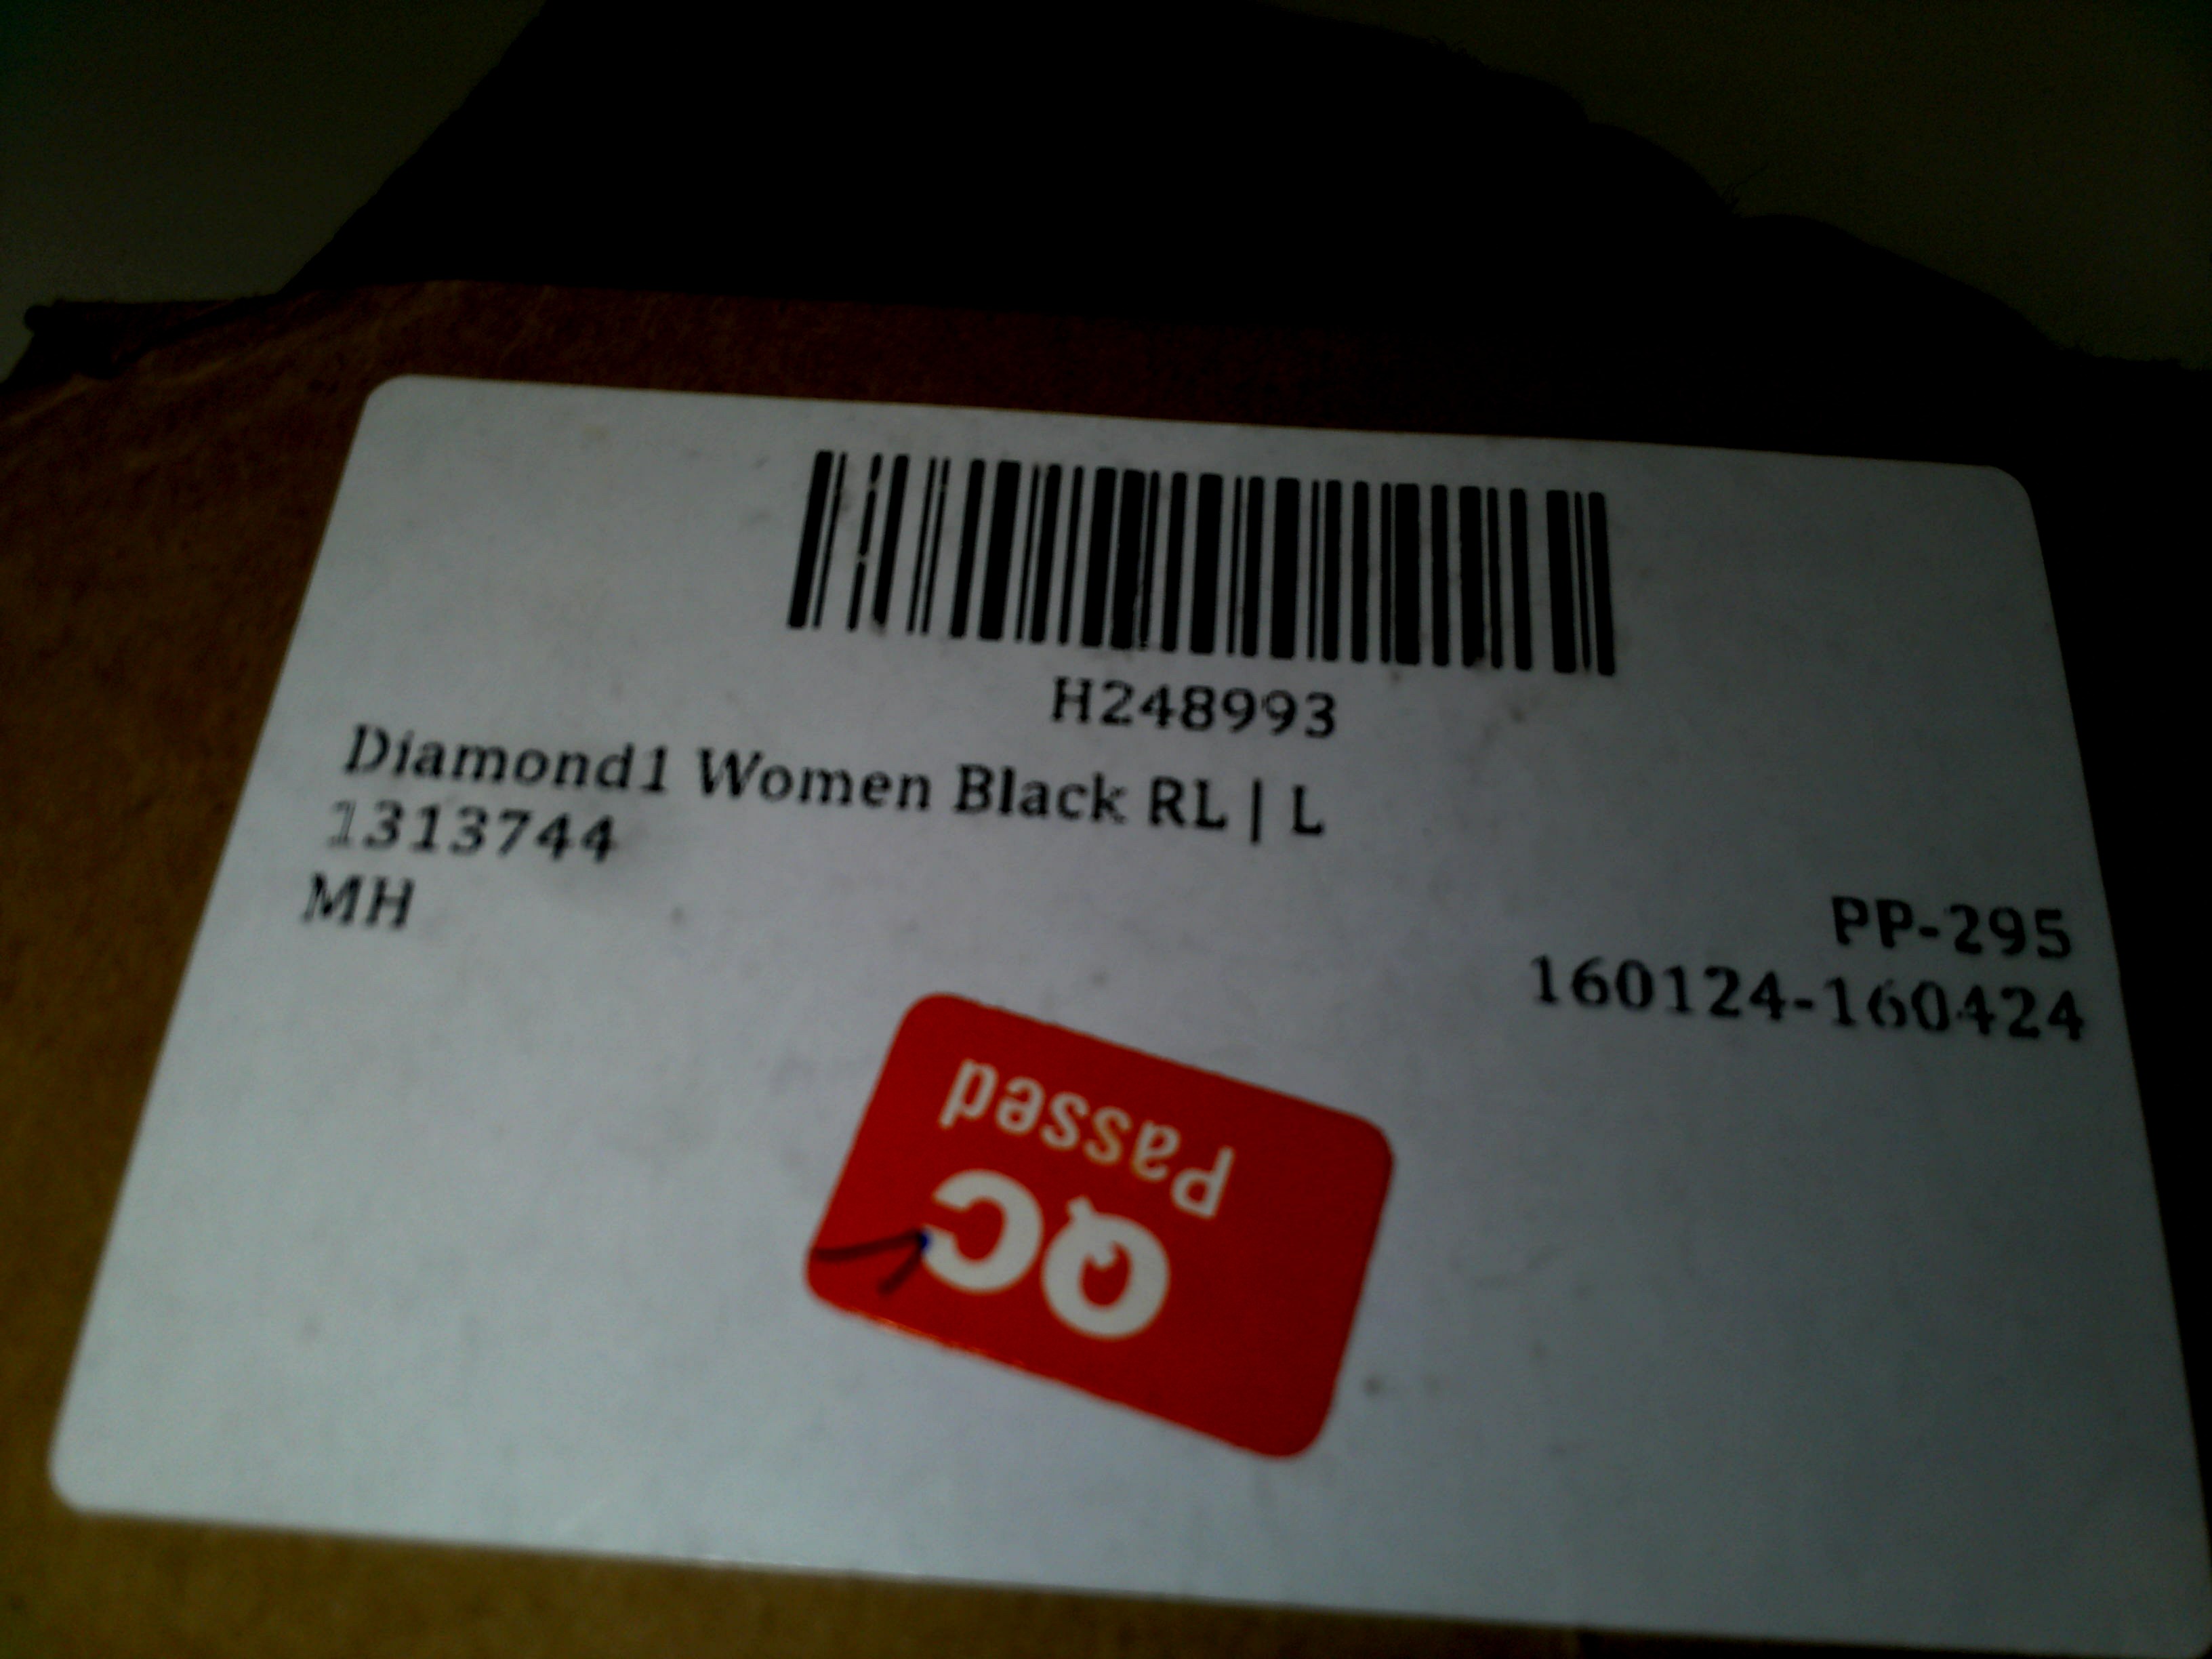 H248993
Diamond1 Women Black RL | L
1313744
MH
PP-295
160124-160424
QC
Passed